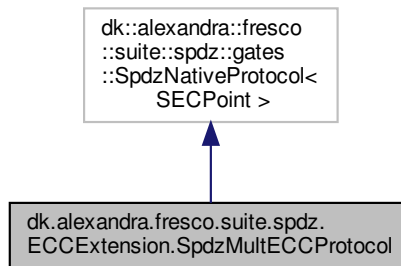 dk::alexandra::fresco
::suite::spdz::gates
::SpdzNativeProtocol<
SECPoint >
dk.alexandra.fresco.suite.spdz.
ECCExtension.SpdzMultECCProtocol